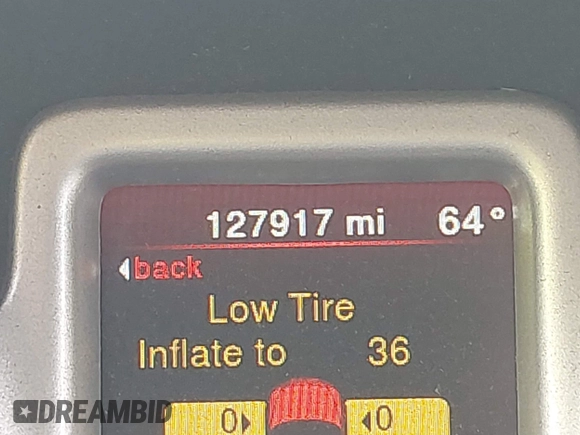 127917 mi 64°
back
Low Tire
Inflate to 36
0 0
DREAMBID